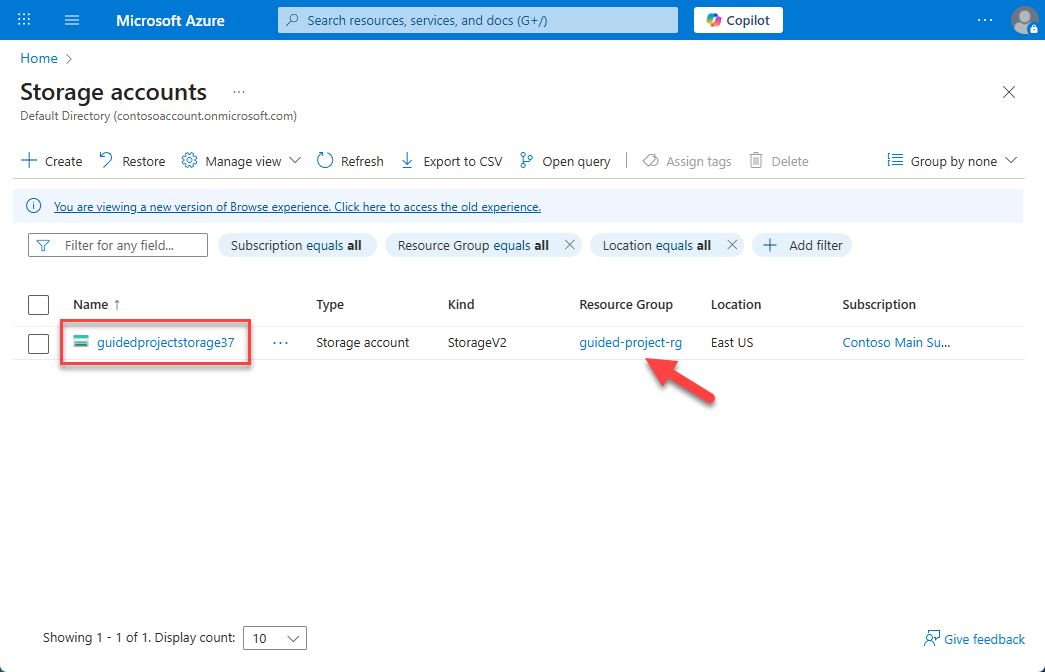 Microsoft Azure Search resources, services, and docs (G+/) Copilot ...
Home >
Storage accounts ...
Default Directory (contosoaccount.onmicrosoft.com)
Create Restore Manage view Refresh Export to CSV Open query Assign tags Delete Group by none
You are viewing a new version of Browse experience. Click here to access the old experience.
Filter for any field... Subscription equals all Resource Group equals all Location equals all Add filter
Name ↑ Type Kind Resource Group Location Subscription
guidedprojectstorage37 ... Storage account StorageV2 guided-project-rg East US Contoso Main Su...
Showing 1 - 1 of 1. Display count: 10 Give feedback